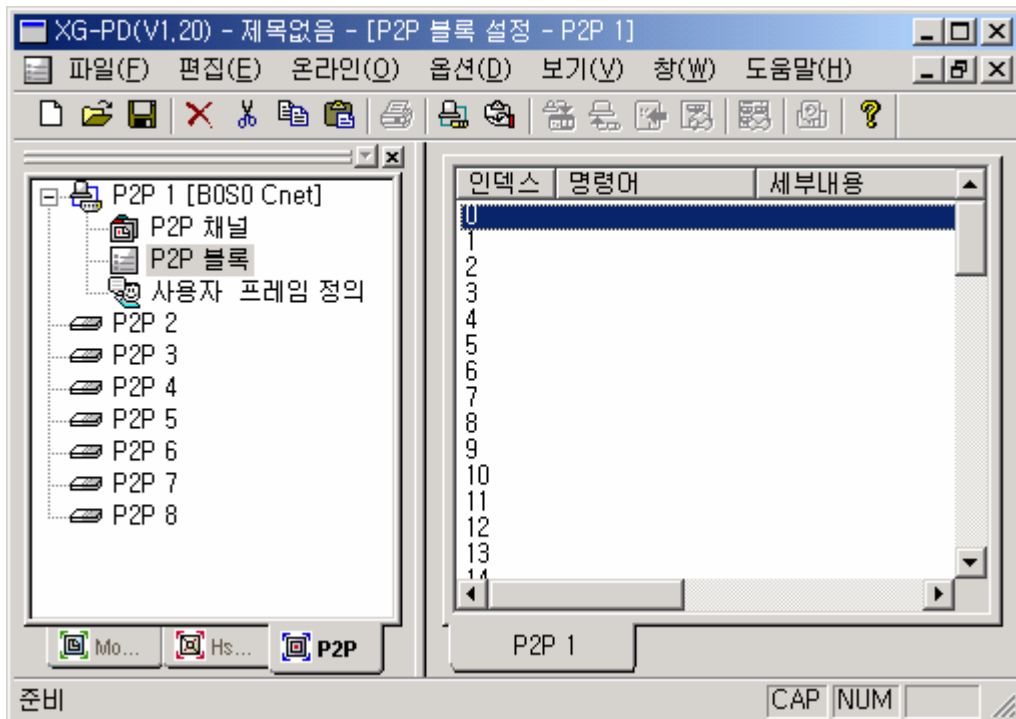 XG-PD(V1,20) - 제목없음 - [P2P 블록 설정 - P2P 1]
파일(F) 편집(E) 온라인(O) 옵션(D) 보기(V) 창(W) 도움말(H)
P2P 1 [B0S0 Cnet]
P2P 채널
P2P 블록
사용자 프레임 정의
P2P 2
P2P 3
P2P 4
P2P 5
P2P 6
P2P 7
P2P 8
Mo...
Hs...
P2P
인덱스 명령어 세부내용
0
1
2
3
4
5
6
7
8
9
10
11
12
13
14
P2P 1
준비
CAP NUM